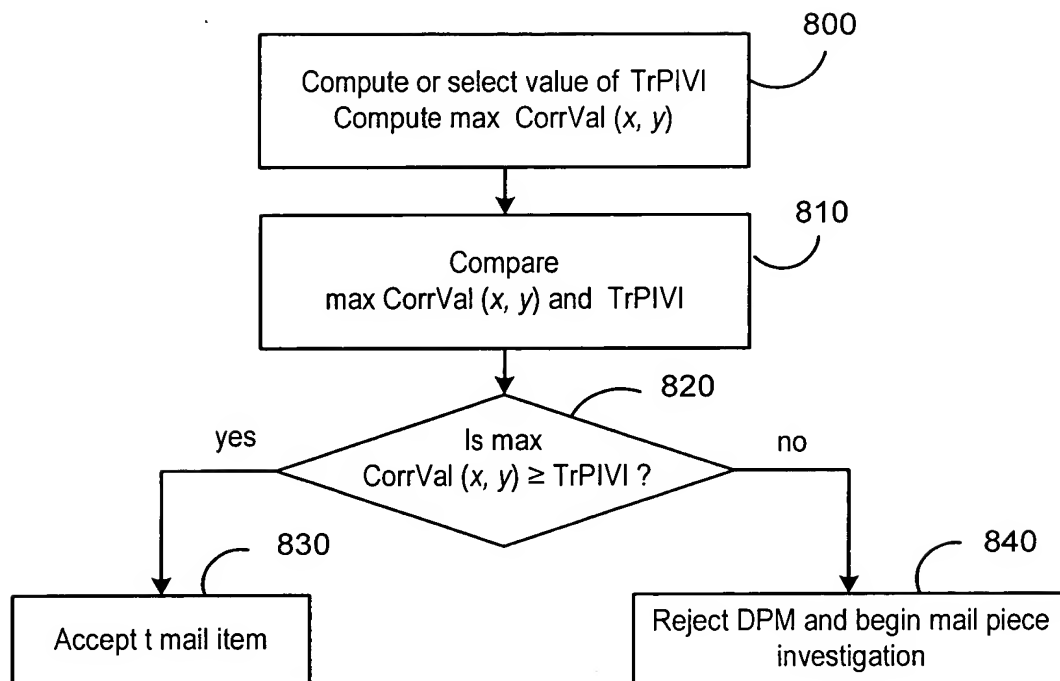 800
Compute or select value of TrPIVI
Compute max CorrVal (x, y)
810
Compare
max CorrVal (x, y) and TrPIVI
820
yes
Is max
CorrVal (x, y) ≥ TrPIVI ?
no
830
Accept t mail item
840
Reject DPM and begin mail piece
investigation